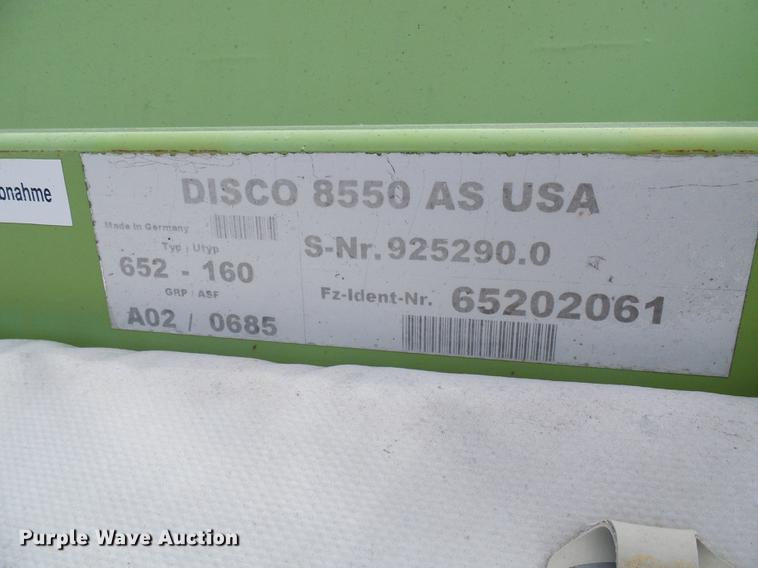 onahme
DISCO 8550 AS USA
Made in Germany
Typ / Utyp
S-Nr. 925290.0
652 - 160
GRP / ASF
Fz-Ident-Nr. 65202061
A02 / 0685
Purple Wave Auction